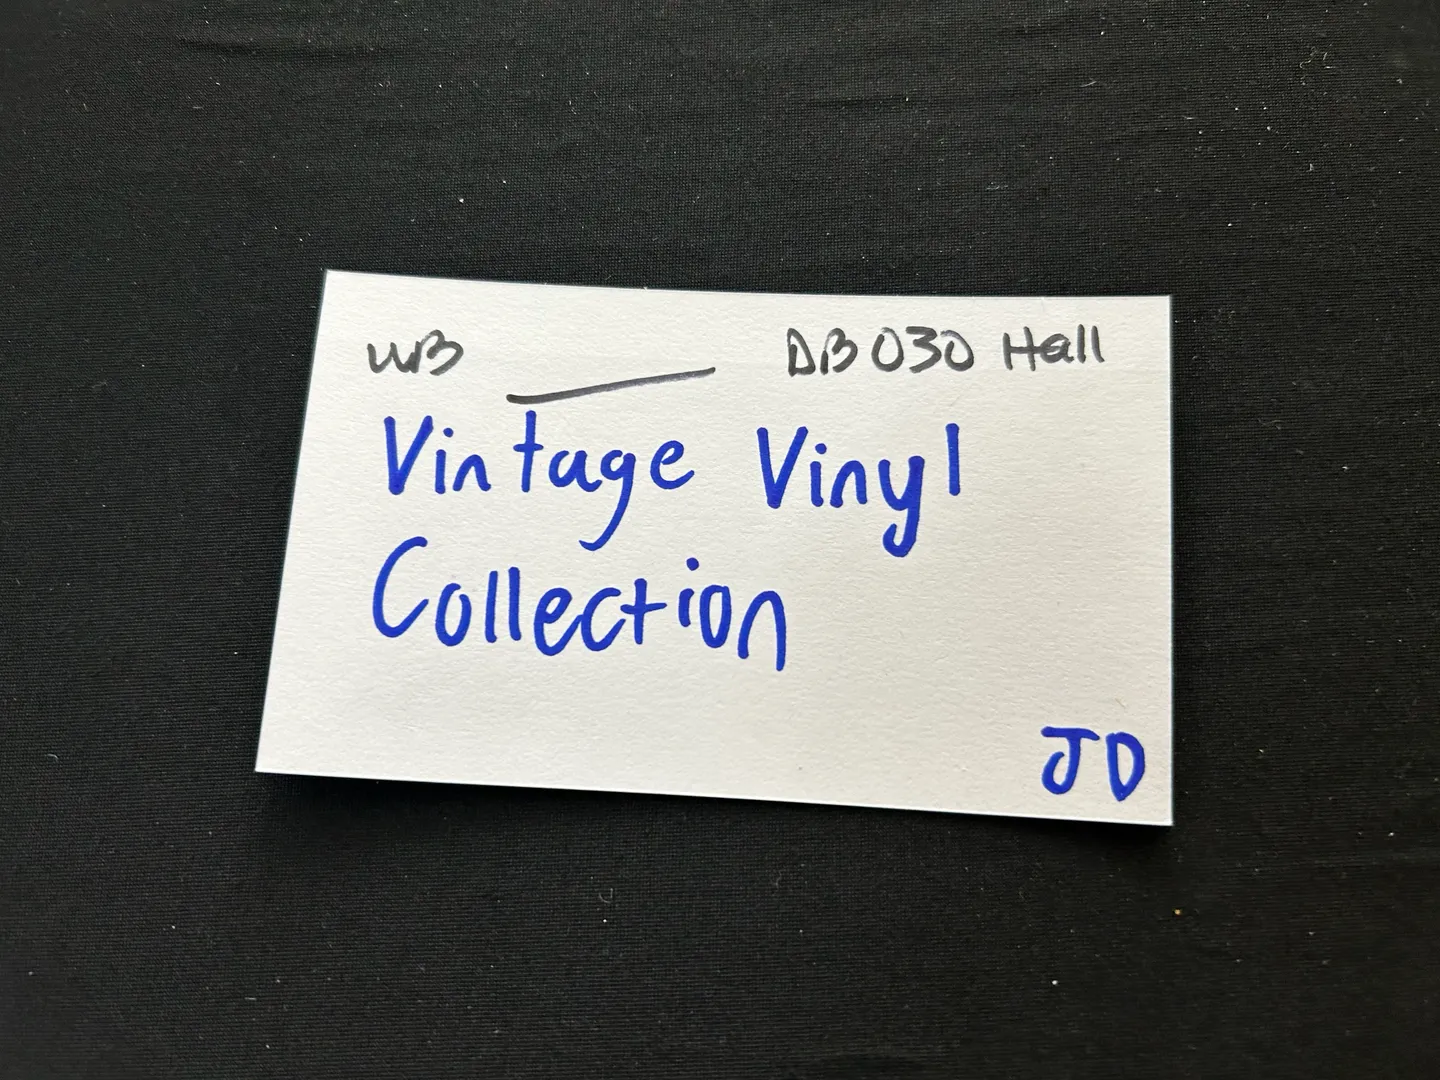 WB DB030 Hall
Vintage Vinyl
Collection
JD